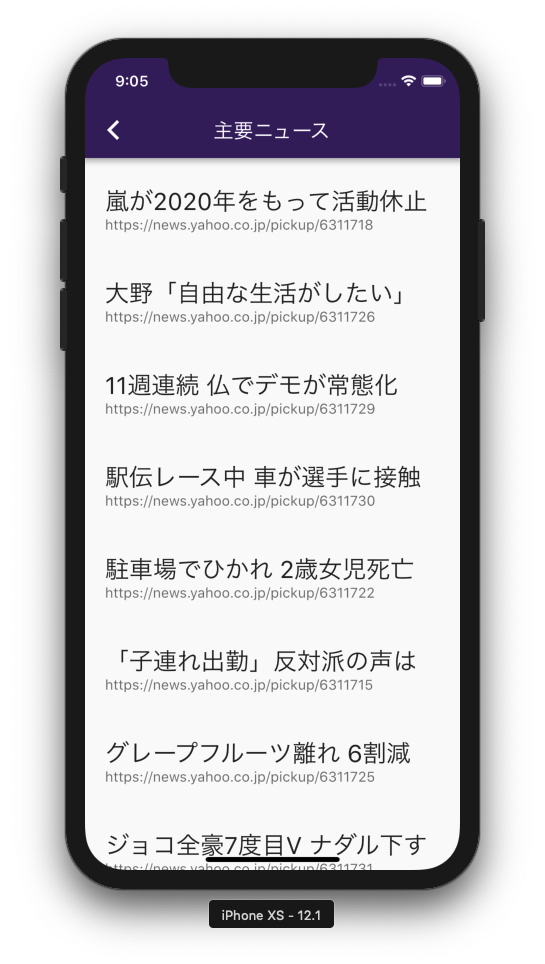 9:05
主要ニュース
嵐が2020年をもって活動休止
https://news.yahoo.co.jp/pickup/6311718
大野「自由な生活がしたい」
https://news.yahoo.co.jp/pickup/6311726
11週連続 仏でデモが常態化
https://news.yahoo.co.jp/pickup/6311729
駅伝レース中 車が選手に接触
https://news.yahoo.co.jp/pickup/6311730
駐車場でひかれ 2歳女児死亡
https://news.yahoo.co.jp/pickup/6311722
「子連れ出勤」反対派の声は
https://news.yahoo.co.jp/pickup/6311715
グレープフルーツ離れ 6割減
https://news.yahoo.co.jp/pickup/6311725
ジョコ全豪7度目V ナダル下す
https://news.yahoo.co.jp/pickup/6311731
iPhone XS - 12.1